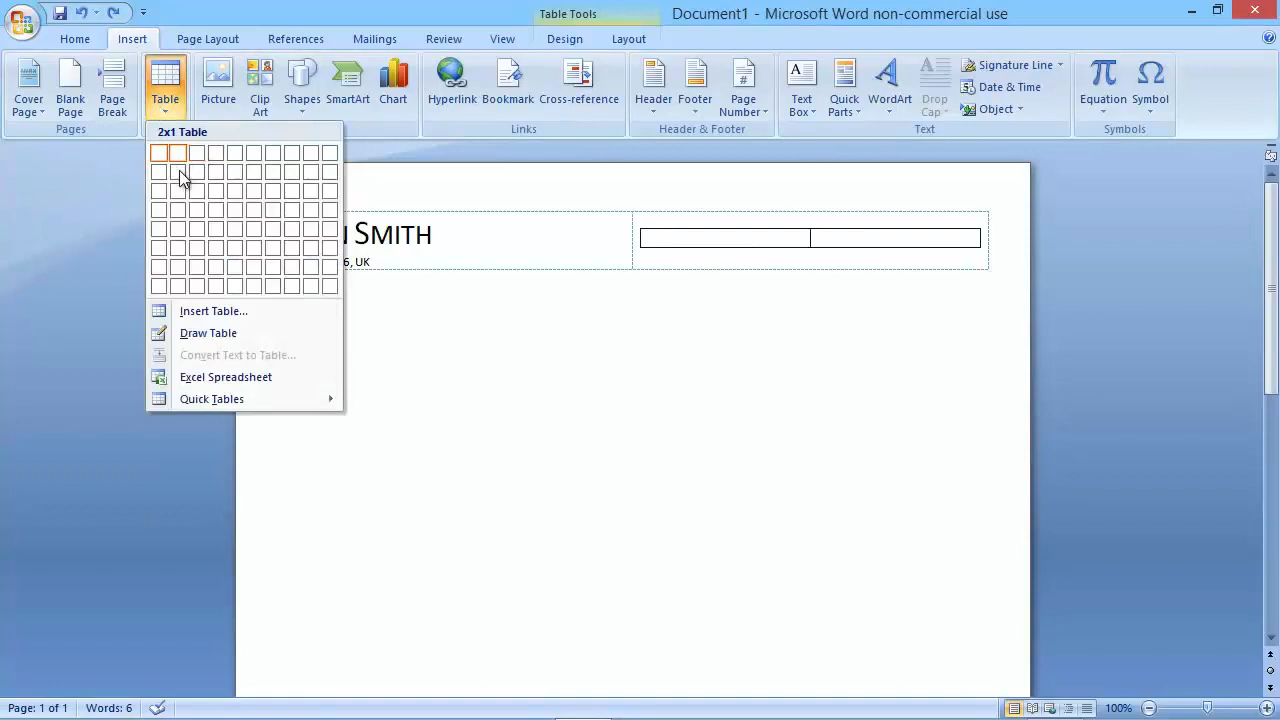 Table Tools
Document1 - Microsoft Word non-commercial use
Home Insert Page Layout References Mailings Review View Design Layout
Cover Page
Blank Page
Page Break
Table
Picture
Clip Art
Shapes
SmartArt
Chart
Hyperlink
Bookmark
Cross-reference
Header
Footer
Page Number
Text Box
Quick Parts
WordArt
Drop Cap
Signature Line
Date & Time
Object
Equation
Symbol
Pages
Links
Header & Footer
Text
Symbols
2x1 Table
Insert Table...
Draw Table
Convert Text to Table...
Excel Spreadsheet
Quick Tables
SMITH
6, UK
Page: 1 of 1 Words: 6
100%